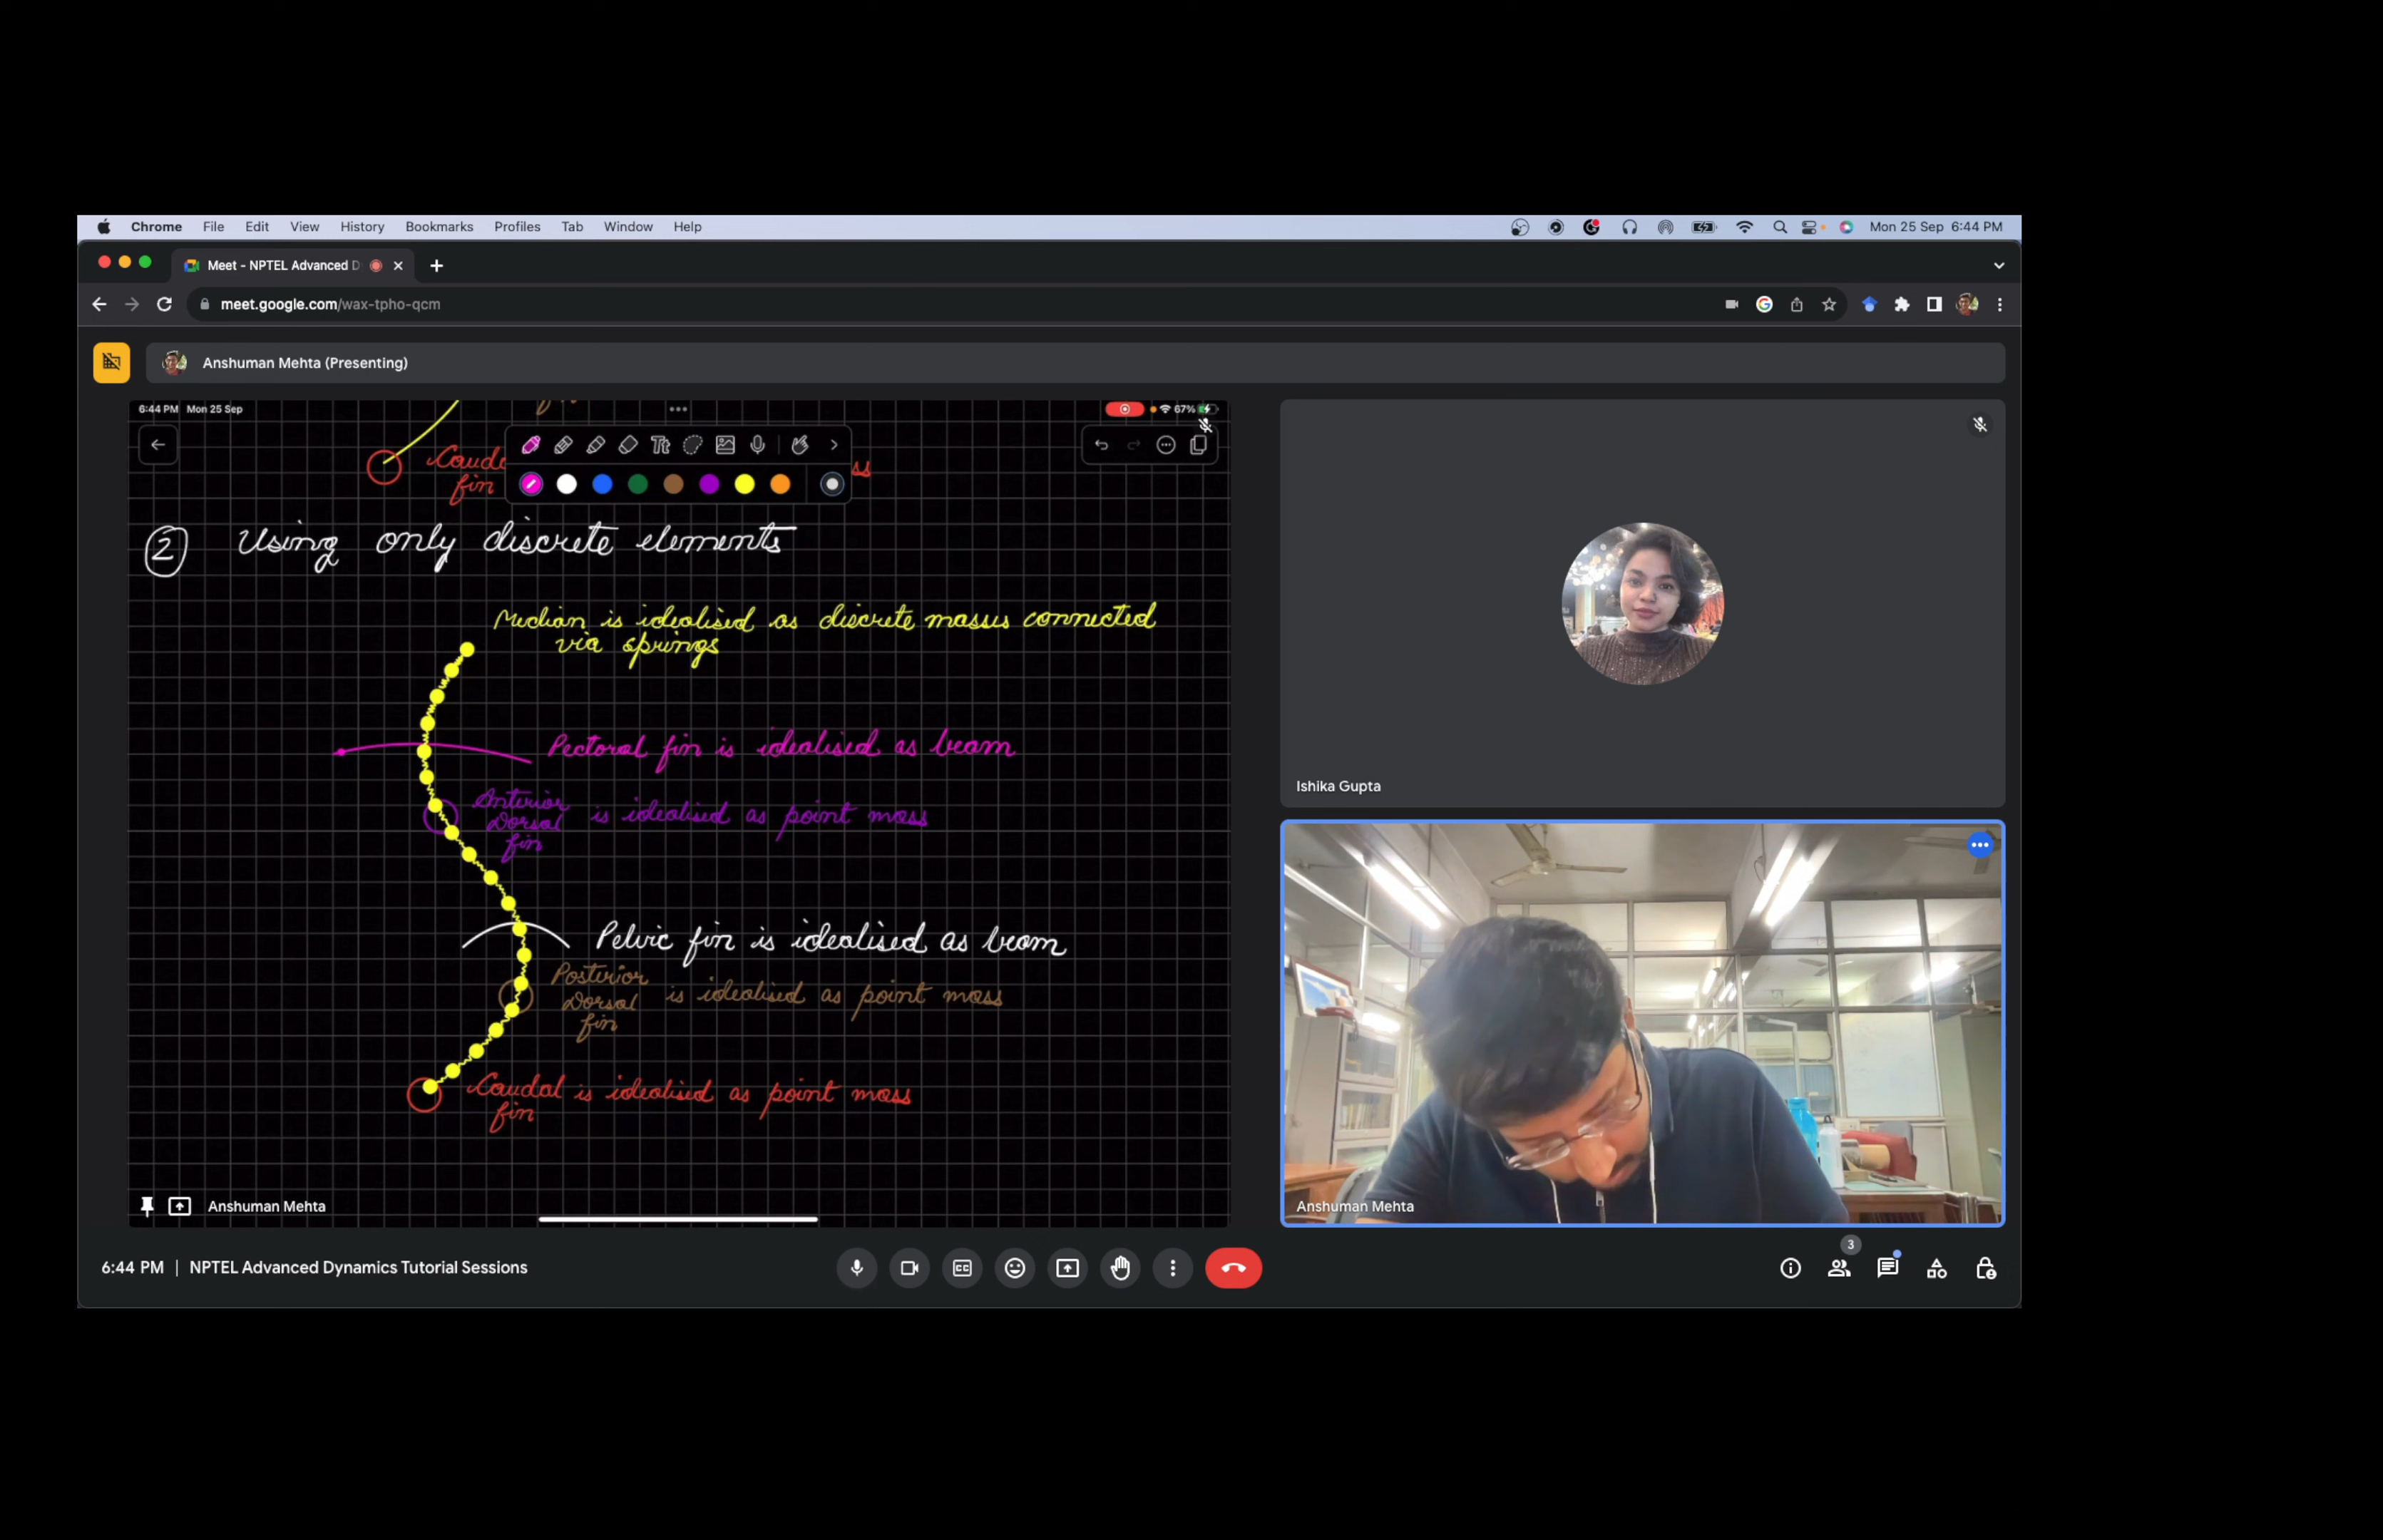 Chrome File Edit View History Bookmarks Profiles Tab Window Help Mon 25 Sep 6:44 PM
Meet - NPTEL Advanced D
meet.google.com/wax-tpho-qcm
Anshuman Mehta (Presenting)
6:44 PM Mon 25 Sep 67%
Cauda
fin
ss
2 Using only discrete elements
Median is idealised as discrete masses connected
via springs
Pectoral fin is idealised as beam
Anterior
Dorsal is idealised as point mass
fin
Pelvic fin is idealised as beam
Posterior
Dorsal is idealised as point mass
fin
Caudal is idealised as point mass
fin
Anshuman Mehta
Ishika Gupta
Anshuman Mehta
6:44 PM | NPTEL Advanced Dynamics Tutorial Sessions
CC
3